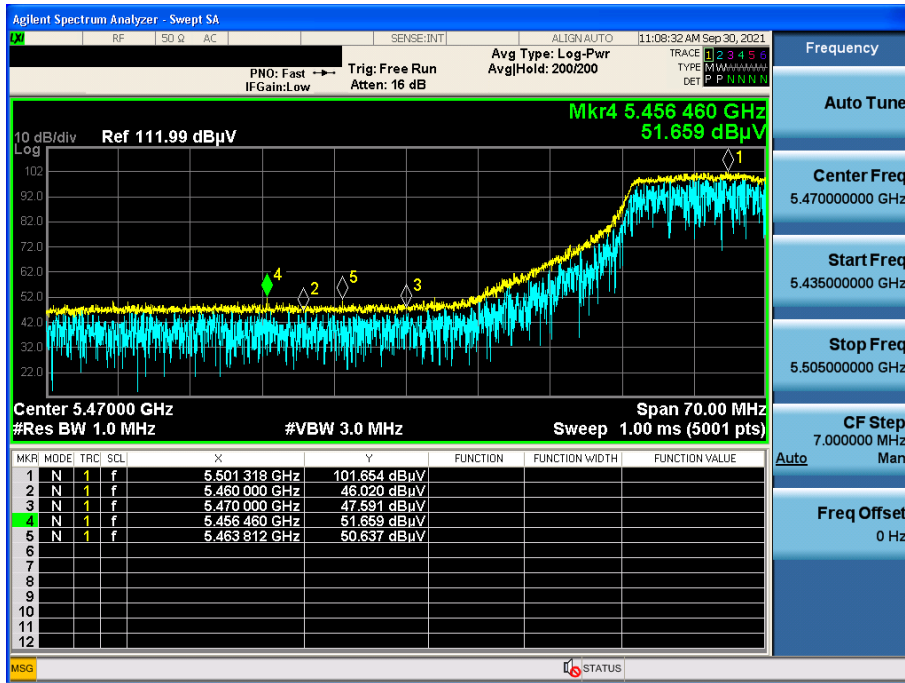 Agilent Spectrum Analyzer - Swept SA
LXI RF 50 Ω AC SENSE:INT ALIGN AUTO 11:08:32 AM Sep 30, 2021
PNO: Fast Trig: Free Run Avg Type: Log-Pwr TRACE 1 2 3 4 5 6
IFGain:Low Atten: 16 dB Avg|Hold: 200/200 TYPE M W W W W W
DET P P N N N N
Mkr4 5.456 460 GHz
51.659 dBµV
10 dB/div Ref 111.99 dBµV
Log
102
92.0
82.0
72.0
62.0
52.0
42.0
32.0
22.0
1
4
2
5
3
Center 5.47000 GHz Span 70.00 MHz
#Res BW 1.0 MHz #VBW 3.0 MHz Sweep 1.00 ms (5001 pts)
MKR MODE TRC SCL X Y FUNCTION FUNCTION WIDTH FUNCTION VALUE
1 N 1 f 5.501 318 GHz 101.654 dBµV
2 N 1 f 5.460 000 GHz 46.020 dBµV
3 N 1 f 5.470 000 GHz 47.591 dBµV
4 N 1 f 5.456 460 GHz 51.659 dBµV
5 N 1 f 5.463 812 GHz 50.637 dBµV
6
7
8
9
10
11
12
MSG STATUS
Frequency
Auto Tune
Center Freq
5.470000000 GHz
Start Freq
5.435000000 GHz
Stop Freq
5.505000000 GHz
CF Step
7.000000 MHz
Auto Man
Freq Offset
0 Hz